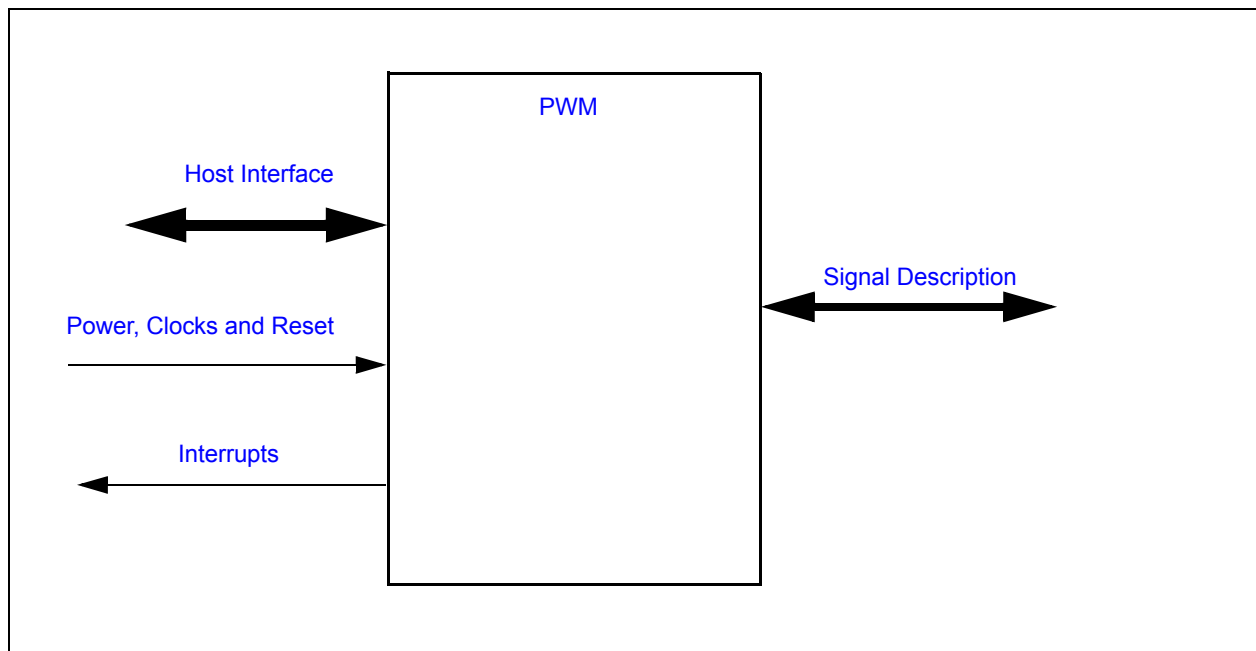 PWM
Host Interface
Signal Description
Power, Clocks and Reset
Interrupts